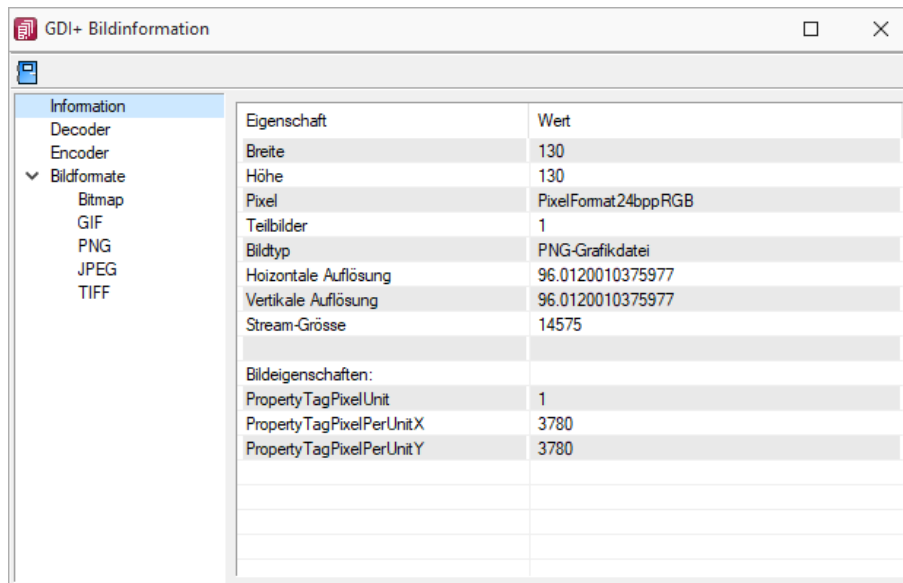 GDI+ Bildinformation
Information
Decoder
Encoder
Bildformate
Bitmap
GIF
PNG
JPEG
TIFF
Eigenschaft Wert
Breite 130
Höhe 130
Pixel PixelFormat24bppRGB
Teilbilder 1
Bildtyp PNG-Grafikdatei
Hoizontale Auflösung 96.0120010375977
Vertikale Auflösung 96.0120010375977
Stream-Grösse 14575
Bildeigenschaften:
PropertyTagPixelUnit 1
PropertyTagPixelPerUnitX 3780
PropertyTagPixelPerUnitY 3780